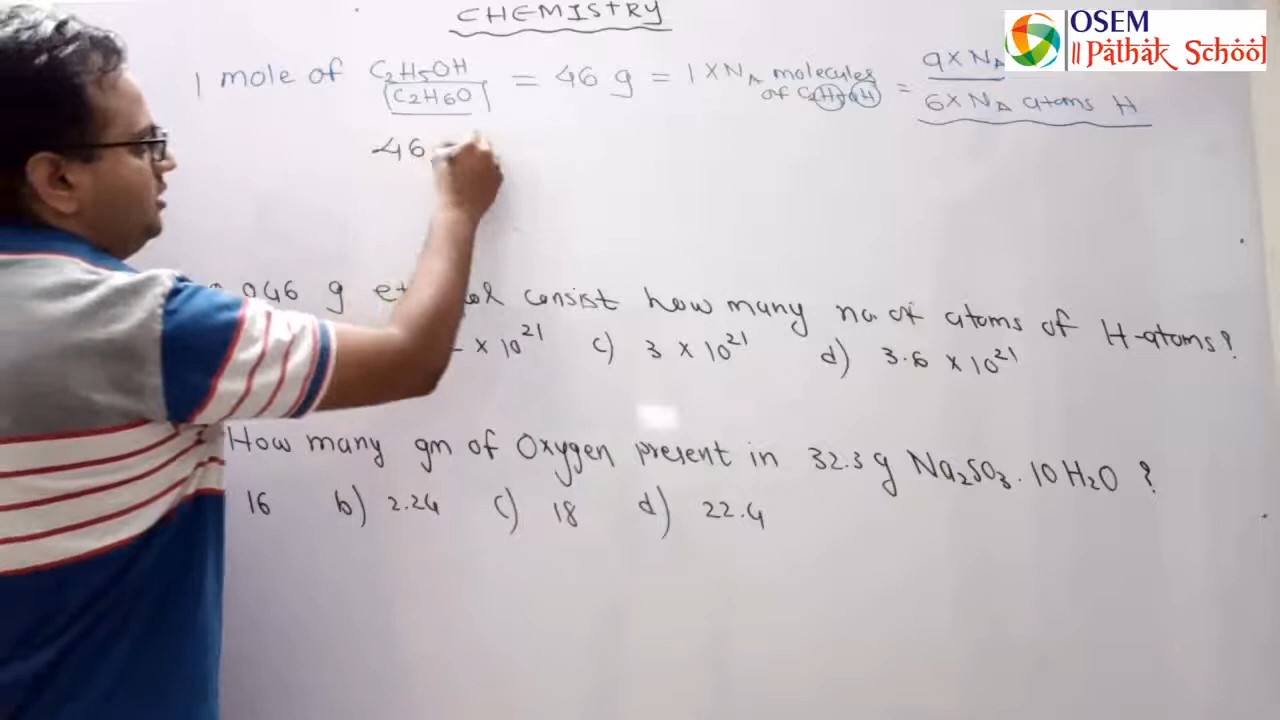 CHEMISTRY
OSEM
॥ Pathak School
1 mole of C2H5OH = 46 g = 1 × NA molecules of C2H5OH = 9 × NA
C2H6O
6 × NA atoms H
46
046 g consist how many no of atoms of H-atoms?
× 10^21 c) 3 × 10^21 d) 3.6 × 10^21
How many gm of Oxygen present in 32.3 g Na2SO3 . 10 H2O ?
16 b) 2.24 c) 18 d) 22.4